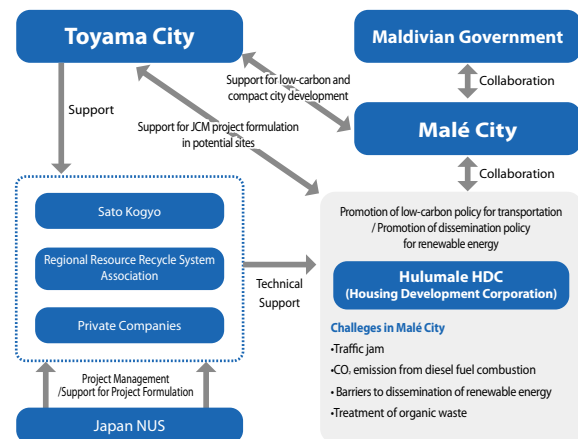 Toyama City
Maldivian Government
Support for low-carbon and
compact city development
Collaboration
Support
Support for JCM project formulation
in potential sites
Malé City
Collaboration
Sato Kogyo
Regional Resource Recycle System
Association
Private Companies
Technical
Support
Promotion of low-carbon policy for transportation
/ Promotion of dissemination policy
for renewable energy
Hulumale HDC
(Housing Development Corporation)
Challeges in Malé City
•Traffic jam
•CO₂ emission from diesel fuel combustion
• Barriers to dissemination of renewable energy
•Treatment of organic waste
Project Management
/Support for Project Formulation
Japan NUS